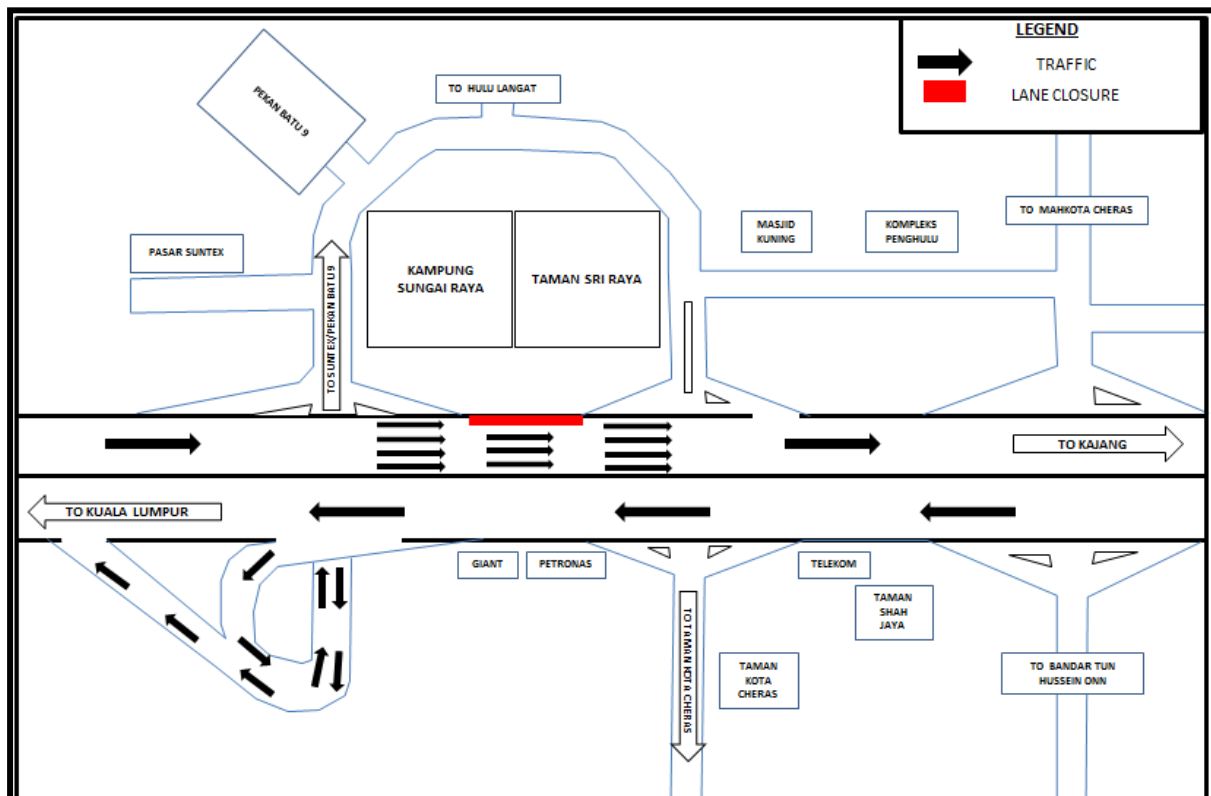 LEGEND
TRAFFIC
LANE CLOSURE
PEKAN BATU 9
TO HULU LANGAT
TO MAHKOTA CHERAS
MASJID
KUNING
KOMPLEKS
PENGHULU
PASAR SUNTEX
KAMPUNG
SUNGAI RAYA
TAMAN SRI RAYA
TO SUNTEX/PEKAN BATU 9
TO KAJANG
TO KUALA LUMPUR
GIANT
PETRONAS
TELEKOM
TAMAN
SHAH
JAYA
TO TAMAN KOTA CHERAS
TAMAN
KOTA
CHERAS
TO BANDAR TUN
HUSSEIN ONN